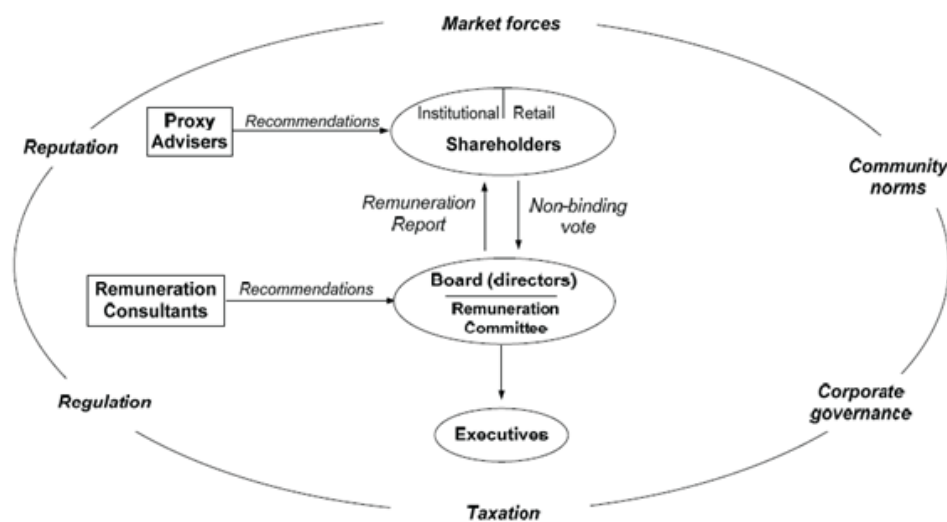 Market forces
Institutional
Retail
Shareholders
Proxy
Advisers
Recommendations
Reputation
Community
norms
Remuneration
Report
Non-binding
vote
Board (directors)
Remuneration
Committee
Remuneration
Consultants
Recommendations
Regulation
Corporate
governance
Executives
Taxation